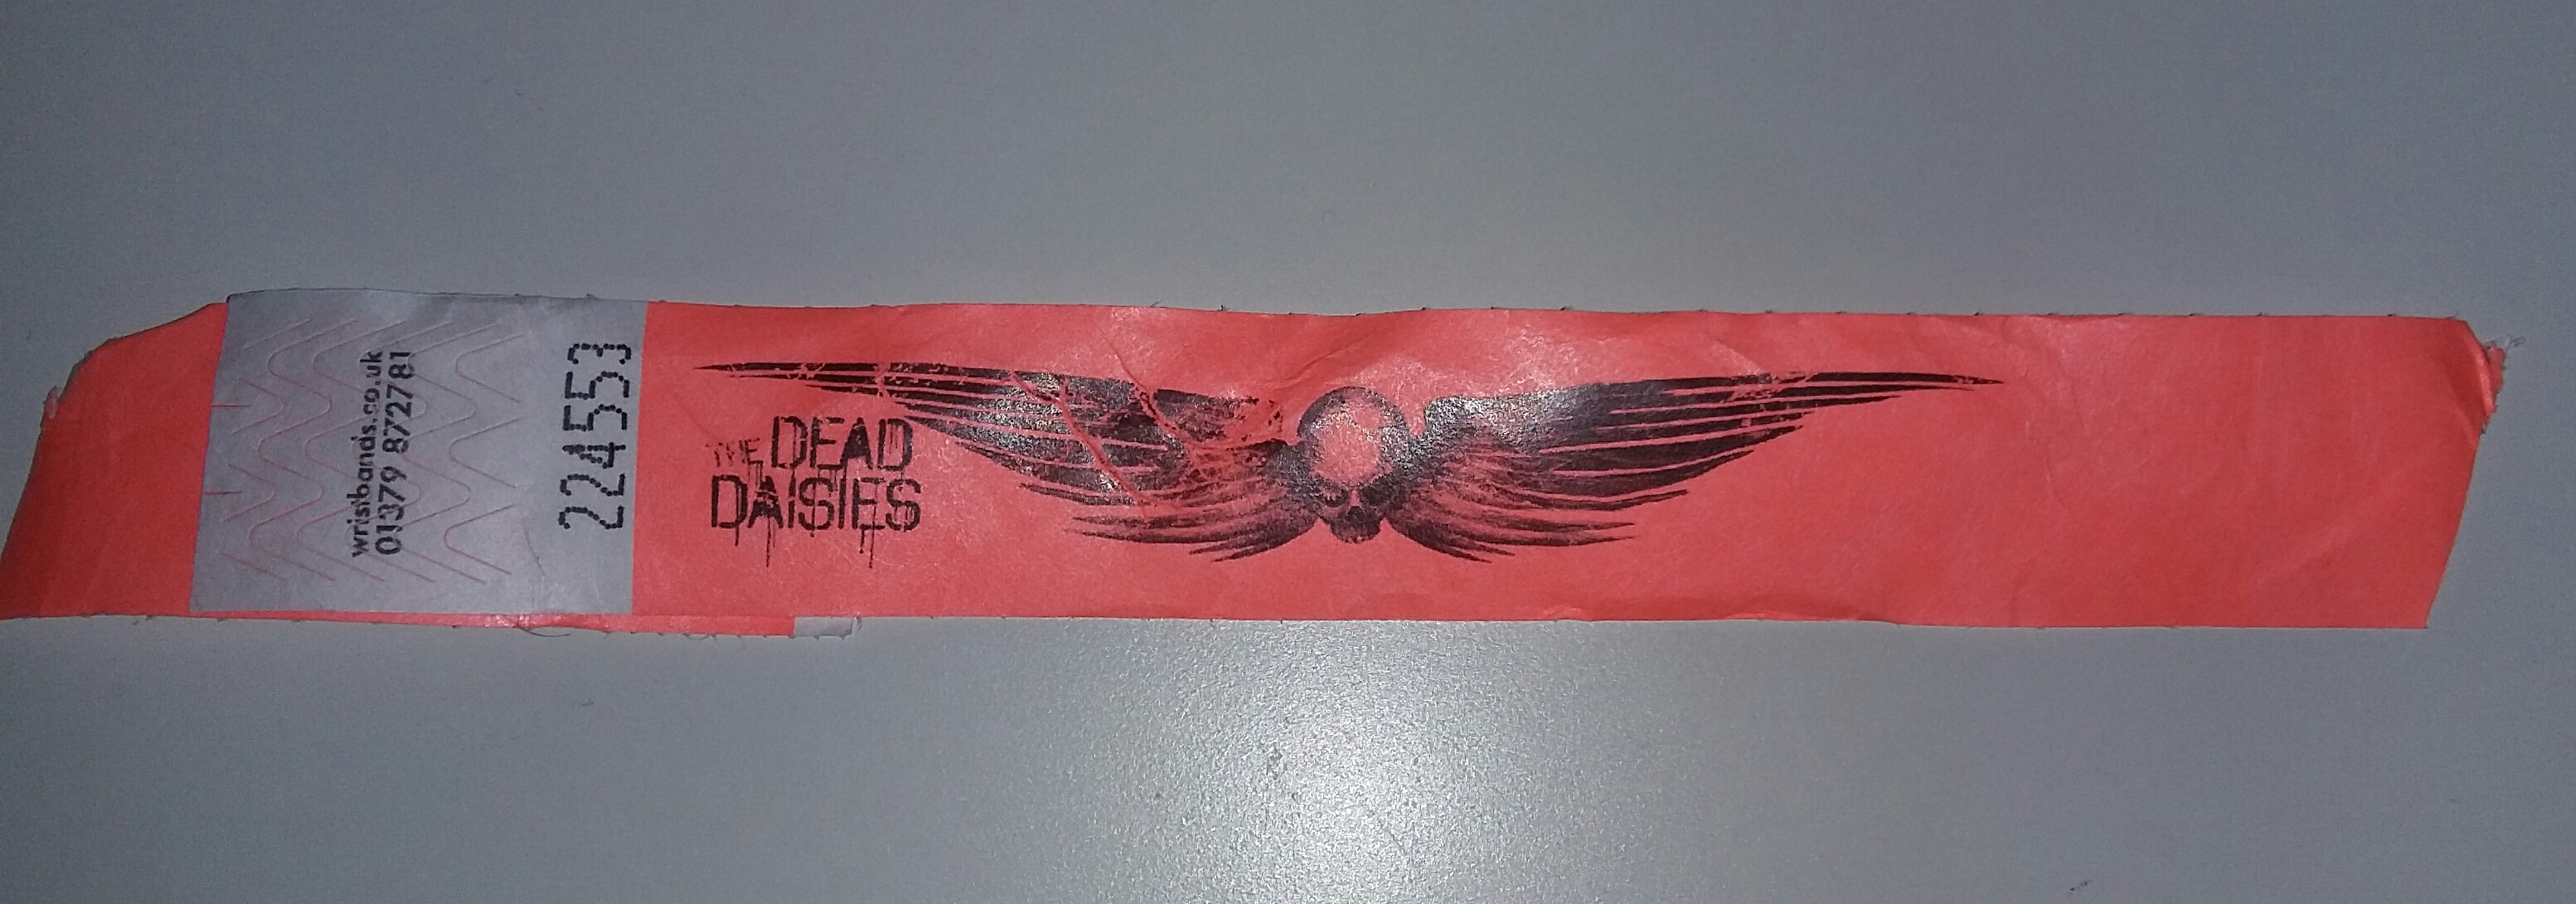 wristbands.co.uk
01379 872781
224553
THE DEAD
DAISIES